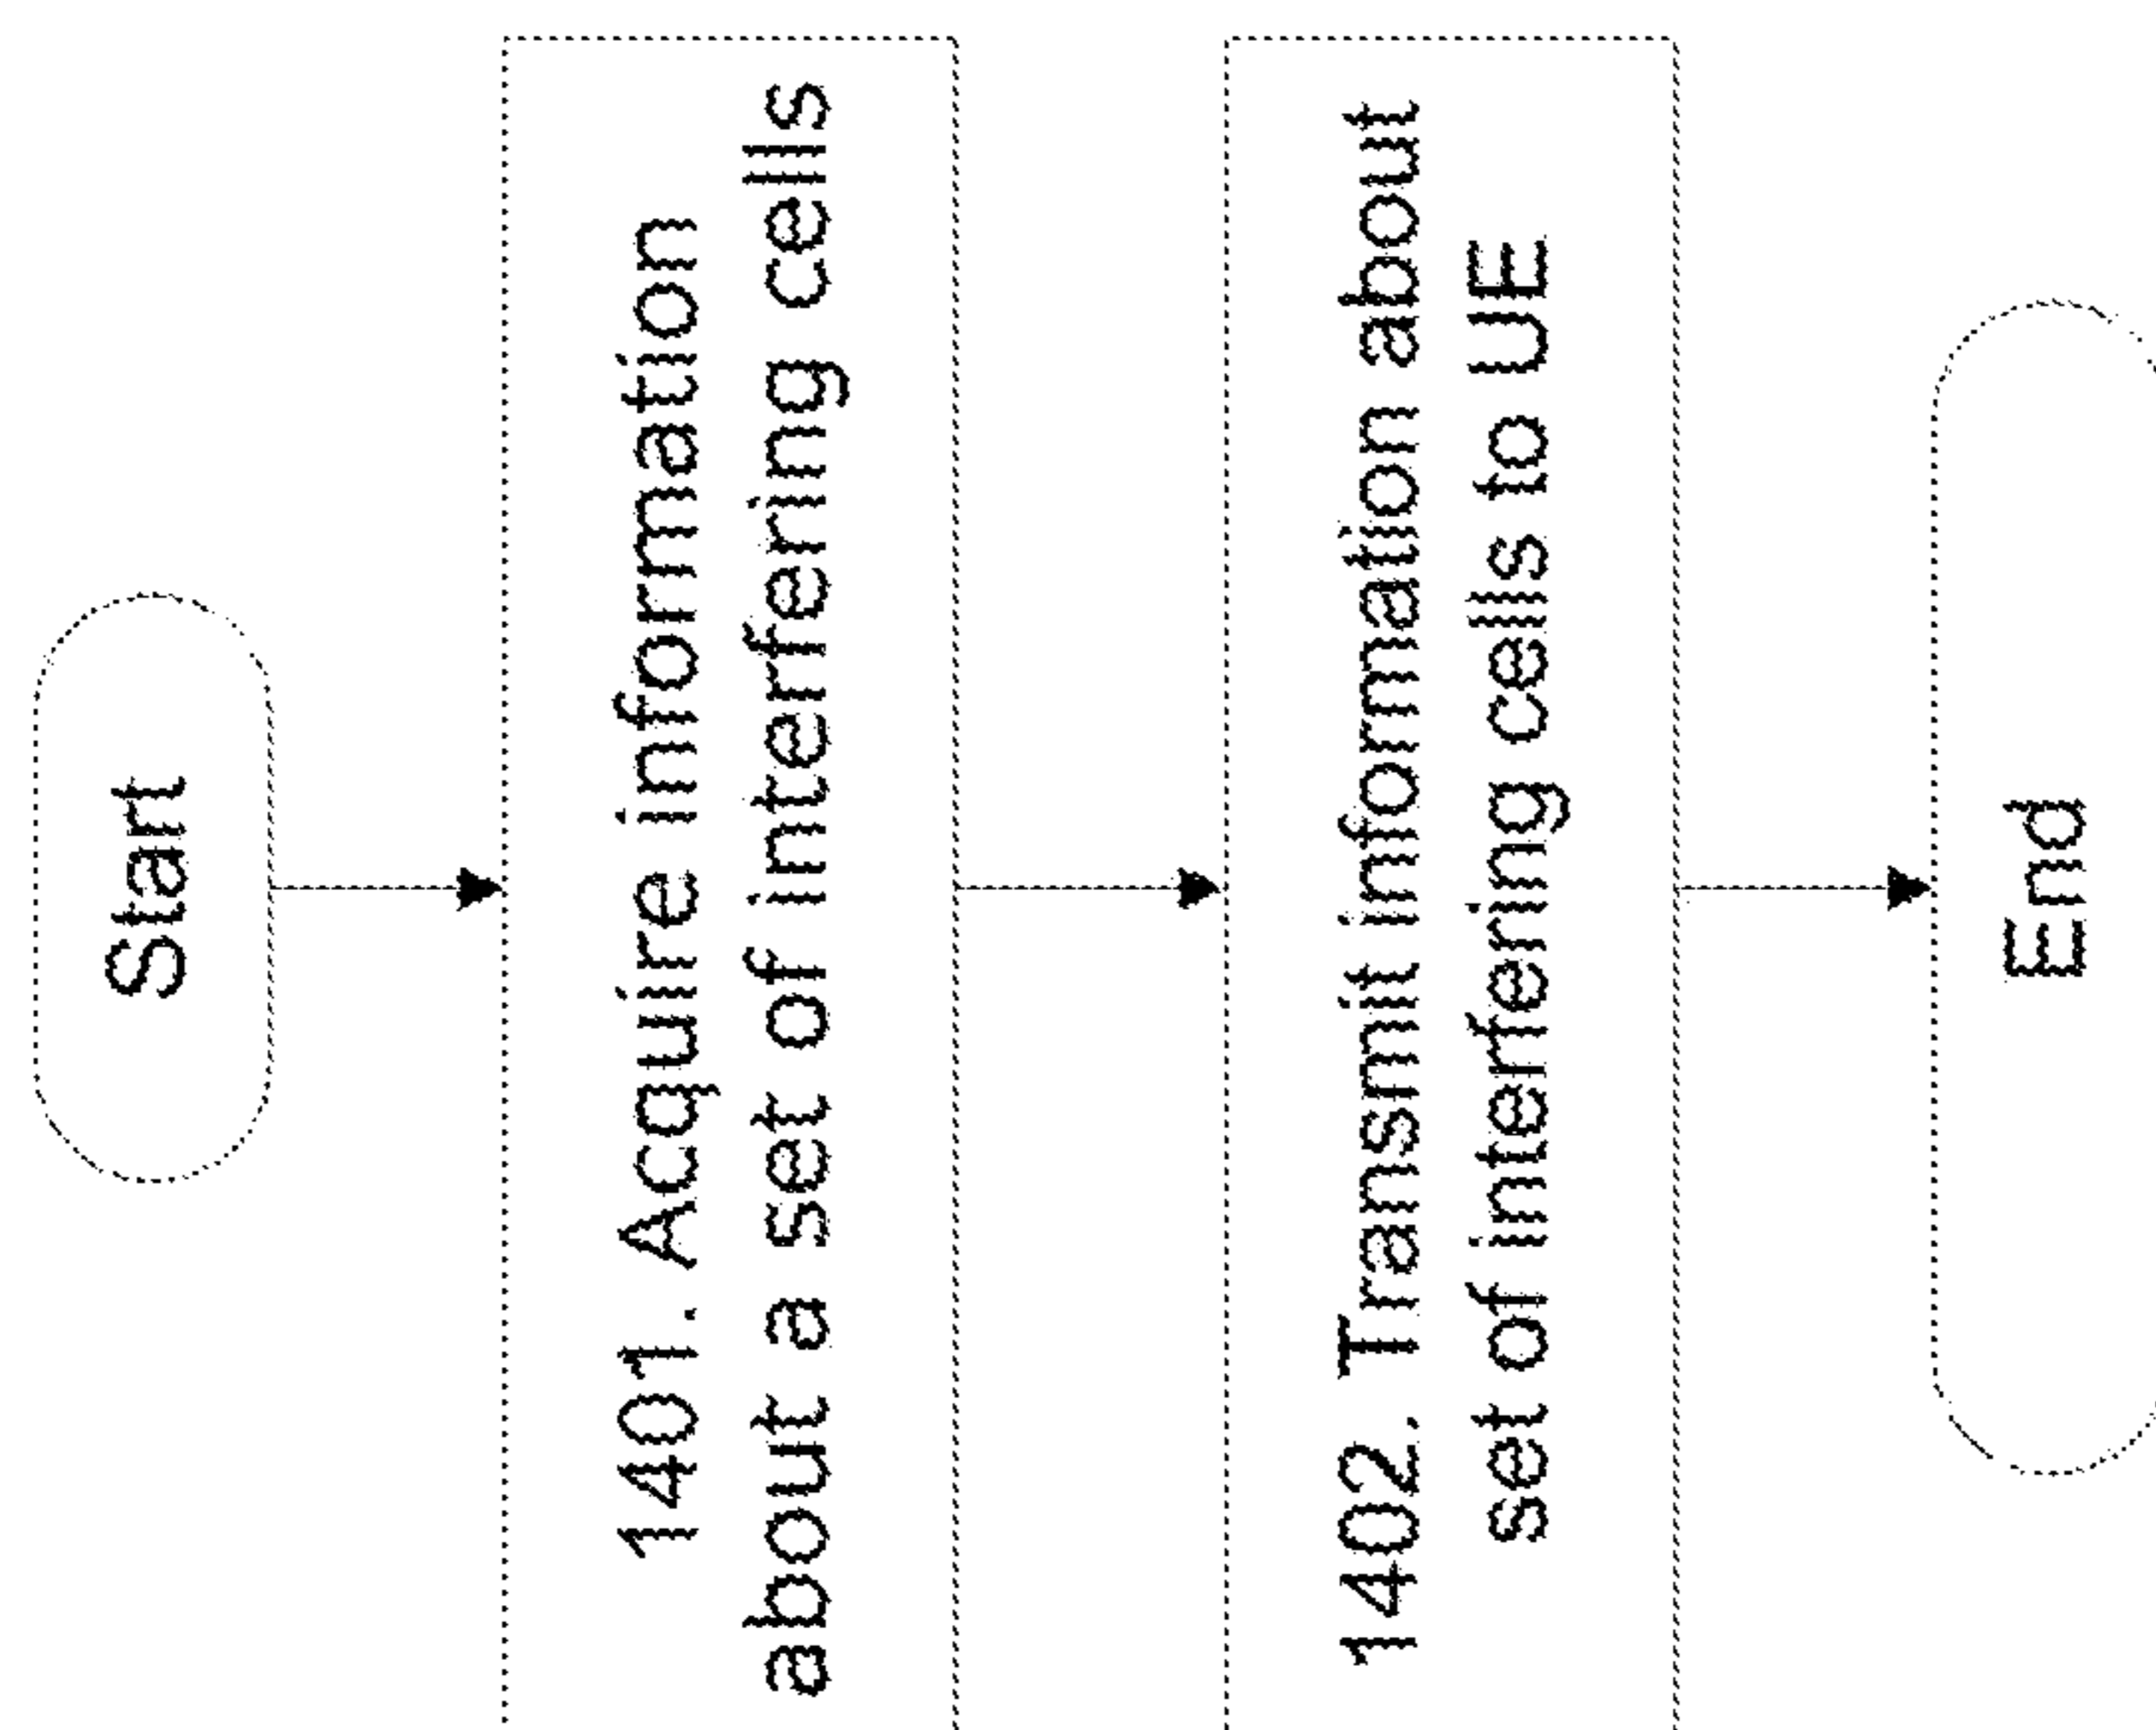 Start
1401. Acquire information
about a set of interfering cells
1402. Transmit information about
set of interfering cells to UE
End